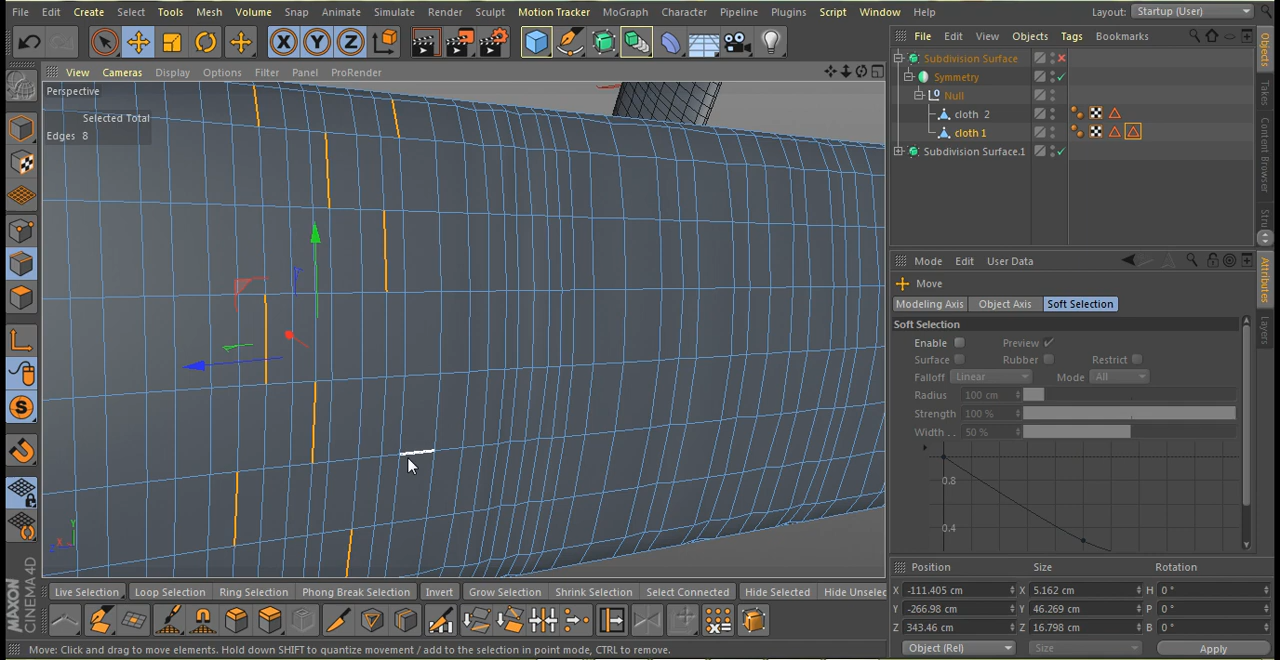 File Edit Create Select Tools Mesh Volume Snap Animate Simulate Render Sculpt Motion Tracker MoGraph Character Pipeline Plugins Script Window Help Layout: Startup (User)
File Edit View Objects Tags Bookmarks
View Cameras Display Options Filter Panel ProRender
Perspective
Selected Total
Edges 8
Subdivision Surface
Symmetry
Null
cloth 2
cloth 1
Subdivision Surface.1
Objects
Takes
Content Browser
Stru
Mode Edit User Data
Move
Modeling Axis Object Axis Soft Selection
Soft Selection
Enable Preview
Surface Rubber Restrict
Falloff Linear Mode All
Radius 100 cm
Strength 100 %
Width . . 50 %
0.8
0.4
Attributes
Layers
X Y Z
S
Y
X
Position Size Rotation
X -111.405 cm X 5.162 cm H 0 °
Y -266.98 cm Y 46.269 cm P 0 °
Z 343.46 cm Z 16.798 cm B 0 °
Object (Rel) Size Apply
Live Selection Loop Selection Ring Selection Phong Break Selection Invert Grow Selection Shrink Selection Select Connected Hide Selected Hide Unselec
MAXON
CINEMA4D
Move: Click and drag to move elements. Hold down SHIFT to quantize movement / add to the selection in point mode, CTRL to remove.